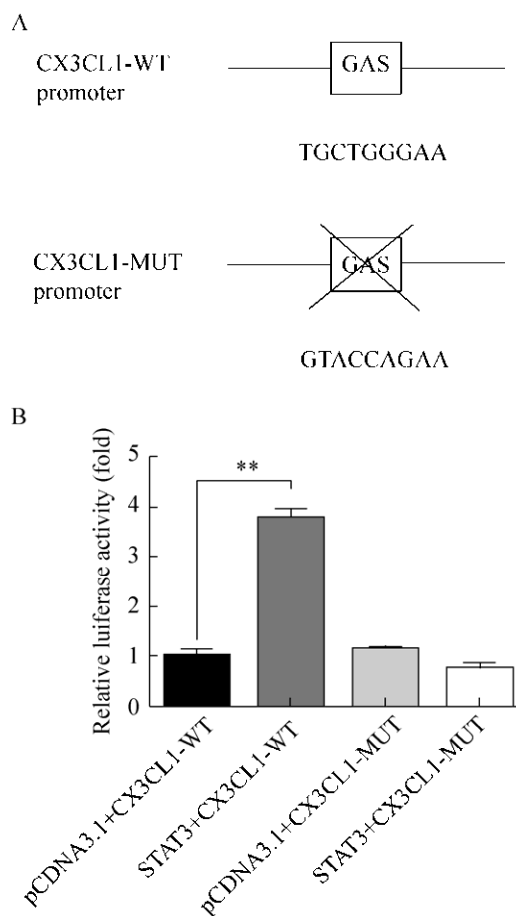 A
CX3CL1-WT
promoter
GAS
TGCTGGGAA
CX3CL1-MUT
promoter
GAS
GTACCAGAA
B
Relative luiferase activity (fold)
5
4
3
2
1
0
**
pCDNA3.1+CX3CL1-WT
STAT3+CX3CL1-WT
pCDNA3.1+CX3CL1-MUT
STAT3+CX3CL1-MUT